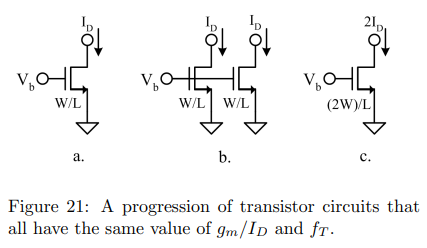 I_D I_D I_D 2I_D
V_b V_b V_b
W/L W/L W/L (2W)/L
a. b. c.
Figure 21: A progression of transistor circuits that
all have the same value of g_m/I_D and f_T.